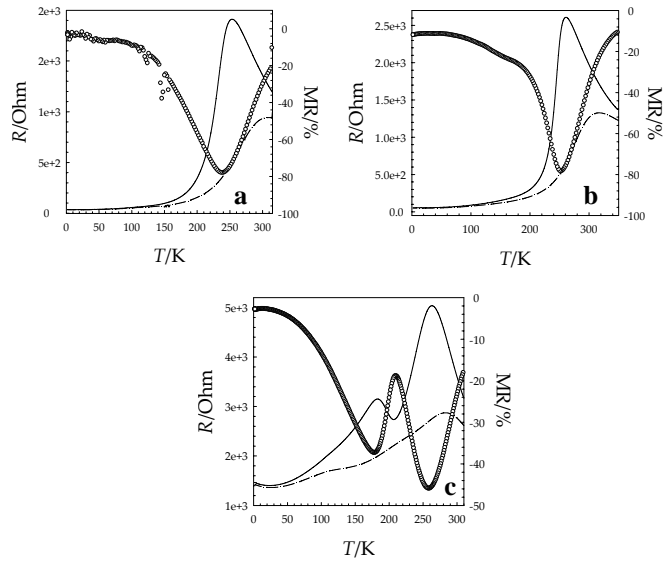 2e+3
2e+3
1e+3
5e+2
0
R/Ohm
0
-20
-40
-60
-80
-100
MR/%
a
0 50 100 150 200 250 300
T/K
2.5e+3
2.0e+3
1.5e+3
1.0e+3
5.0e+2
0.0
R/Ohm
0
-20
-40
-60
-80
-100
MR/%
b
0 100 200 300
T/K
5e+3
4e+3
3e+3
2e+3
1e+3
R/Ohm
0
-10
-20
-30
-40
-50
MR/%
c
0 50 100 150 200 250 300
T/K